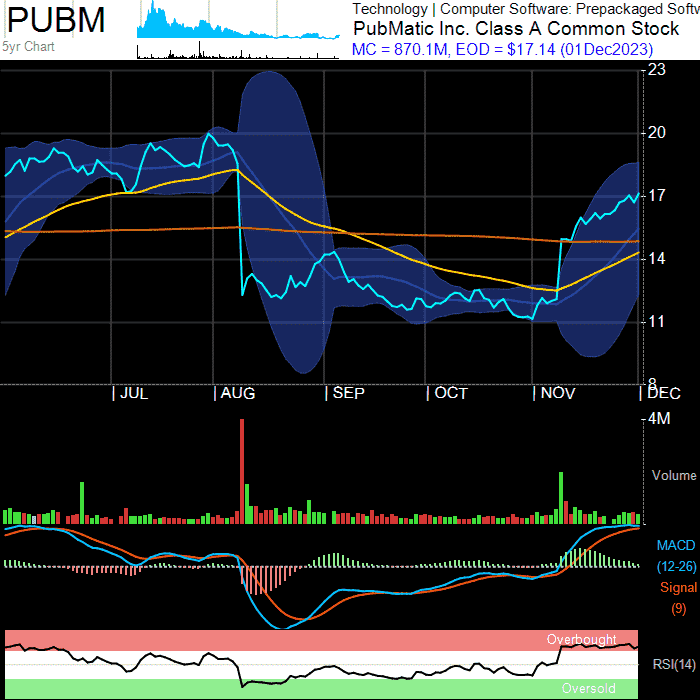 PUBM
5yr Chart
Technology | Computer Software: Prepackaged Softw
PubMatic Inc. Class A Common Stock
MC = 870.1M, EOD = $17.14 (01Dec2023)
23
20
17
14
11
8
| JUL | AUG | SEP | OCT | NOV | DEC
4M
Volume
MACD
(12-26)
Signal
(9)
Overbought
RSI(14)
Oversold